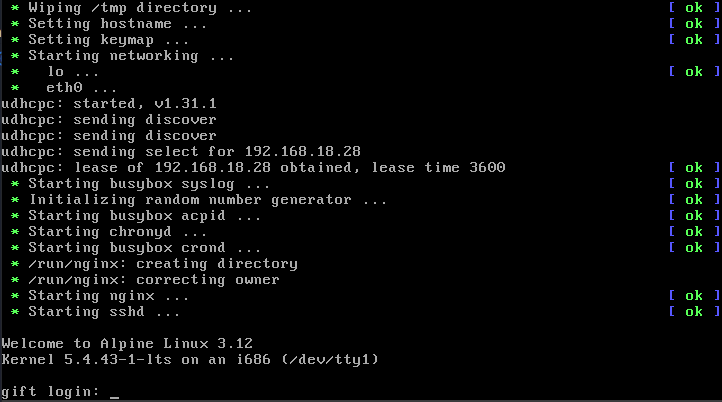 * Wiping /tmp directory ... [ ok ]
* Setting hostname ... [ ok ]
* Setting keymap ... [ ok ]
* Starting networking ...
*   lo ... [ ok ]
*   eth0 ...
udhcpc: started, v1.31.1
udhcpc: sending discover
udhcpc: sending discover
udhcpc: sending select for 192.168.18.28
udhcpc: lease of 192.168.18.28 obtained, lease time 3600 [ ok ]
* Starting busybox syslog ... [ ok ]
* Initializing random number generator ... [ ok ]
* Starting busybox acpid ... [ ok ]
* Starting chronyd ... [ ok ]
* Starting busybox crond ... [ ok ]
* /run/nginx: creating directory
* /run/nginx: correcting owner
* Starting nginx ... [ ok ]
* Starting sshd ... [ ok ]
Welcome to Alpine Linux 3.12
Kernel 5.4.43-1-lts on an i686 (/dev/tty1)
gift login: _